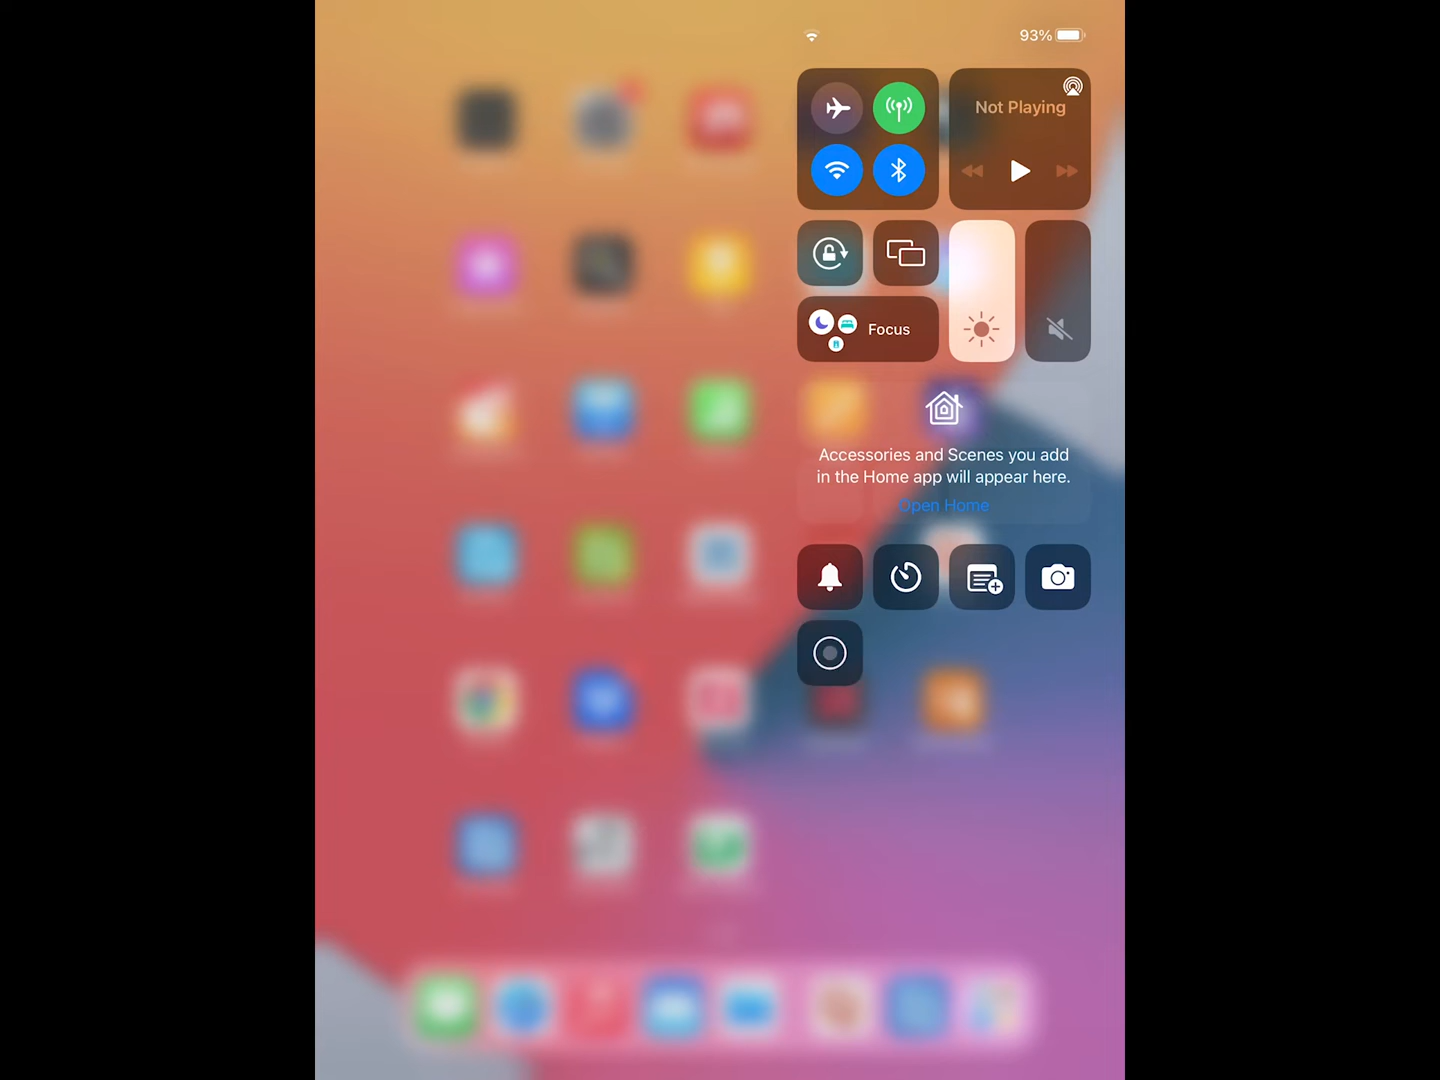 93%
Not Playing
Focus
Accessories and Scenes you add
in the Home app will appear here.
Open Home